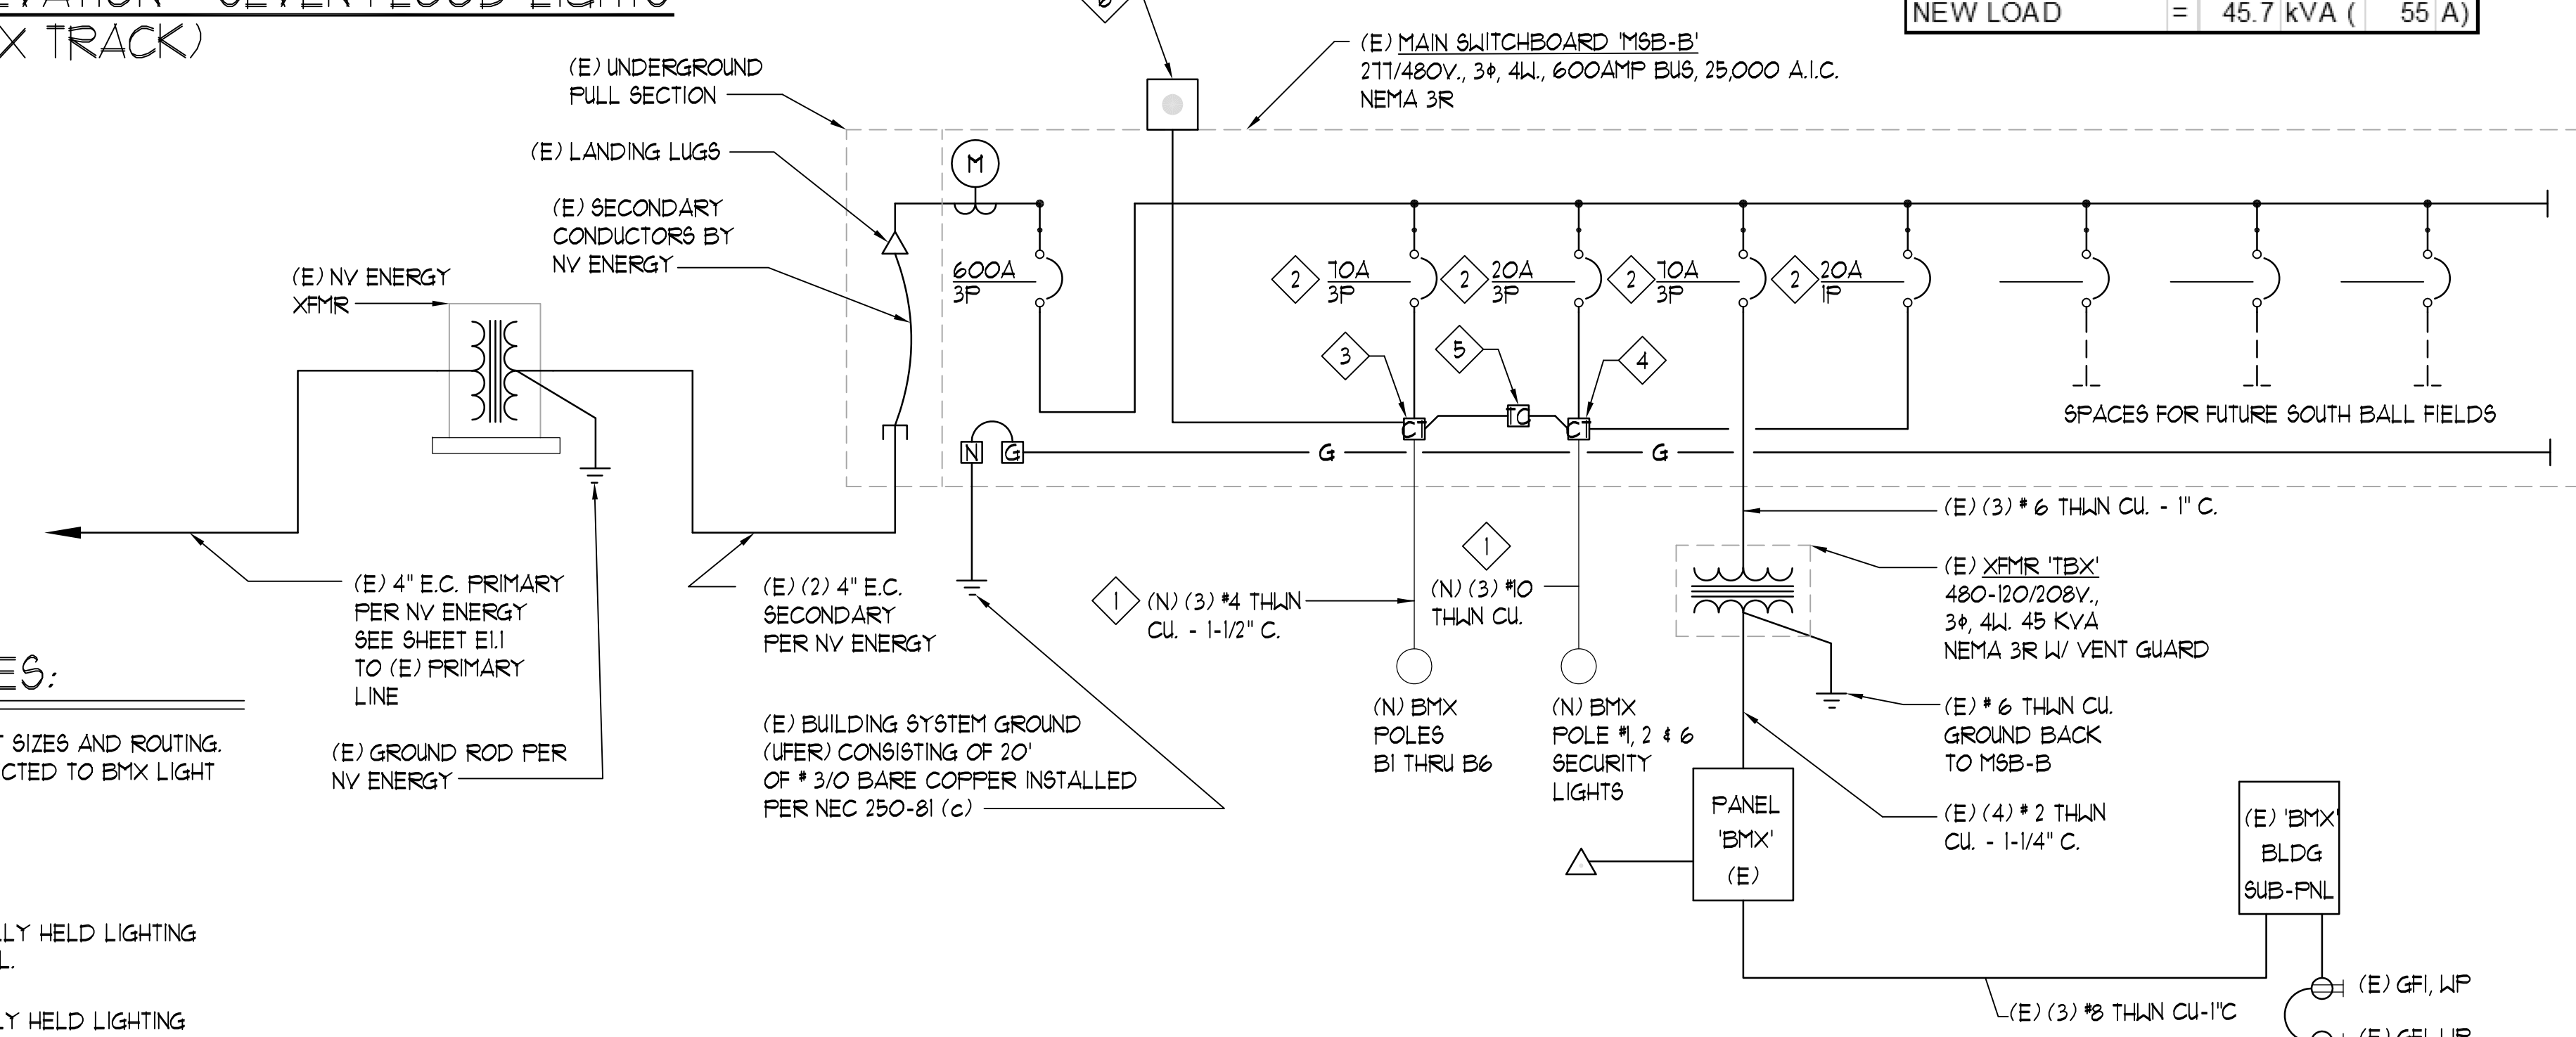 X TRACK)
NEW LOAD = 45.7 kVA ( 55 A)
6
(E) MAIN SWITCHBOARD 'MSB-B'
277/480V., 3ϕ, 4W., 600AMP BUS, 25,000 A.I.C.
NEMA 3R
(E) UNDERGROUND
PULL SECTION
(E) LANDING LUGS
(E) SECONDARY
CONDUCTORS BY
NV ENERGY
(E) NV ENERGY
XFMR
M
600A
3P
2
70A
3P
2
20A
3P
2
70A
3P
2
20A
1P
3
5
4
CT
TC
CT
SPACES FOR FUTURE SOUTH BALL FIELDS
N
G
G
G
(E) 4" E.C. PRIMARY
PER NV ENERGY
SEE SHEET E1.1
TO (E) PRIMARY
LINE
(E) GROUND ROD PER
NV ENERGY
(E) (2) 4" E.C.
SECONDARY
PER NV ENERGY
(E) BUILDING SYSTEM GROUND
(UFER) CONSISTING OF 20'
OF # 3/0 BARE COPPER INSTALLED
PER NEC 250-81 (c)
1
(N) (3) #4 THWN
CU. - 1-1/2" C.
1
(N) (3) #10
THWN CU.
(N) BMX
POLES
B1 THRU B6
(N) BMX
POLE #1, 2 & 6
SECURITY
LIGHTS
(E) (3) # 6 THWN CU. - 1" C.
(E) XFMR 'TBX'
480-120/208V.,
3ϕ, 4W. 45 KVA
NEMA 3R W/ VENT GUARD
(E) # 6 THWN CU.
GROUND BACK
TO MSB-B
(E) (4) # 2 THWN
CU. - 1-1/4" C.
PANEL
'BMX'
(E)
(E) 'BMX'
BLDG
SUB-PNL
(E) (3) #8 THWN CU-1"C
(E) GFI, WP
(E) GFI, WP
ES:
T SIZES AND ROUTING.
CTED TO BMX LIGHT
LLY HELD LIGHTING
L.
LY HELD LIGHTING